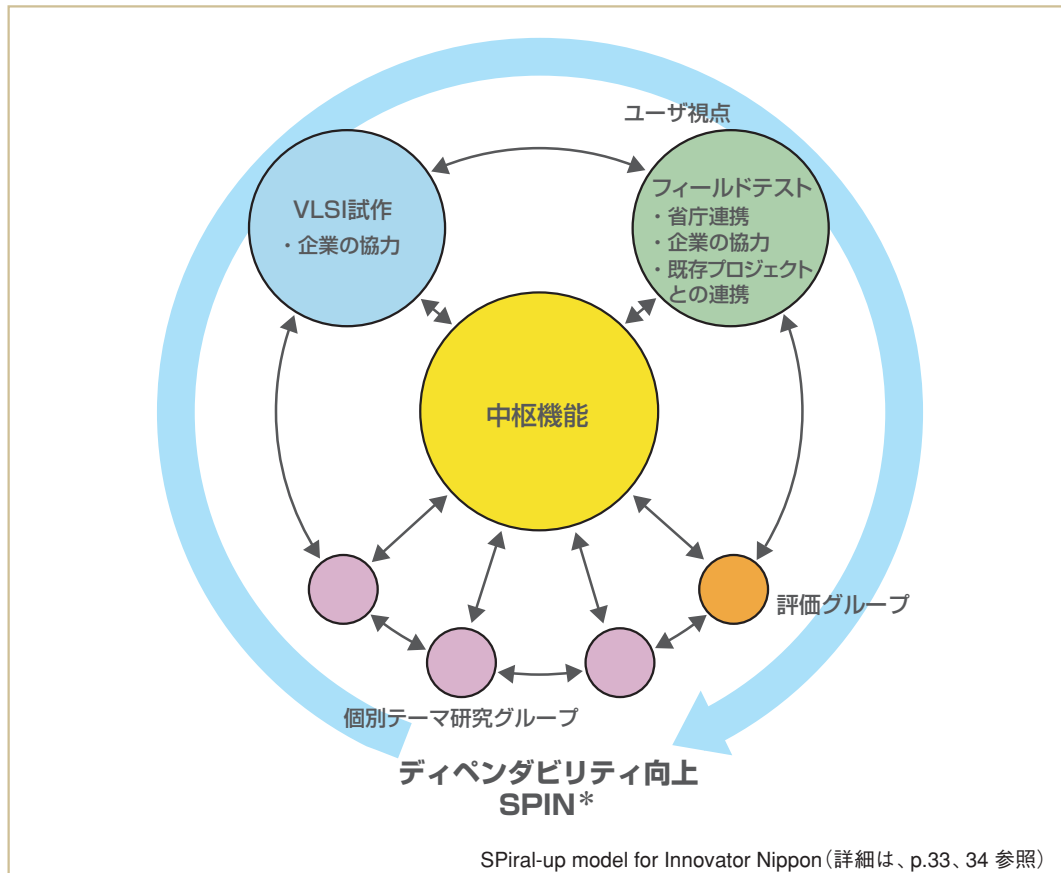 ユーザ視点
VLSI試作
・企業の協力
フィールドテスト
・省庁連携
・企業の協力
・既存プロジェクト
との連携
中枢機能
評価グループ
個別テーマ研究グループ
ディペンダビリティ向上
SPIN＊
SPiral-up model for Innovator Nippon（詳細は、p.33、34 参照）